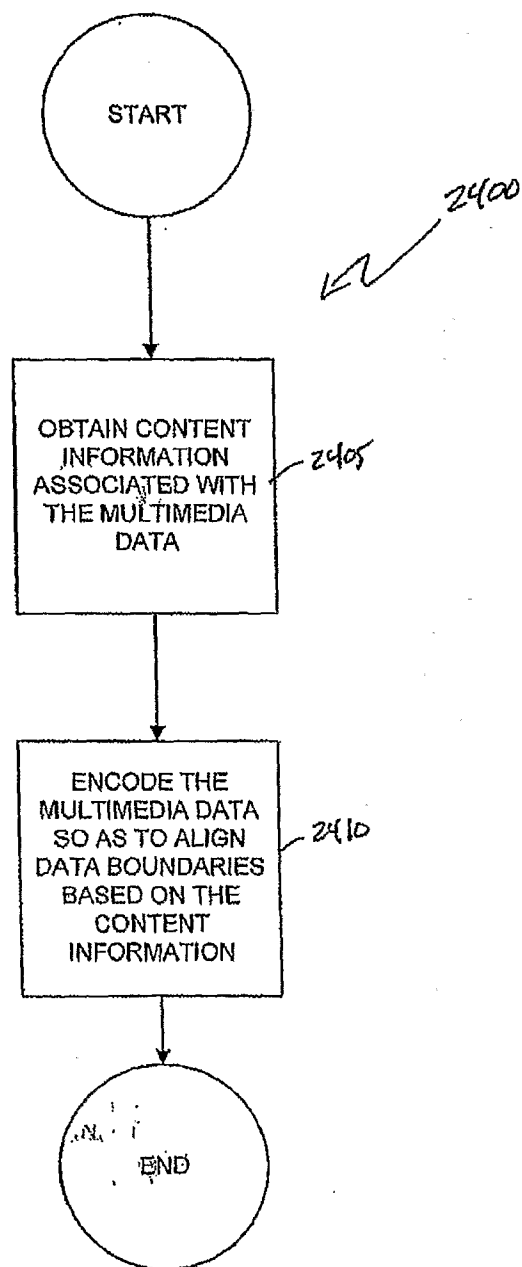 START
2400
OBTAIN CONTENT
INFORMATION
ASSOCIATED WITH
THE MULTIMEDIA
DATA
2405
ENCODE THE
MULTIMEDIA DATA
SO AS TO ALIGN
DATA BOUNDARIES
BASED ON THE
CONTENT
INFORMATION
2410
END